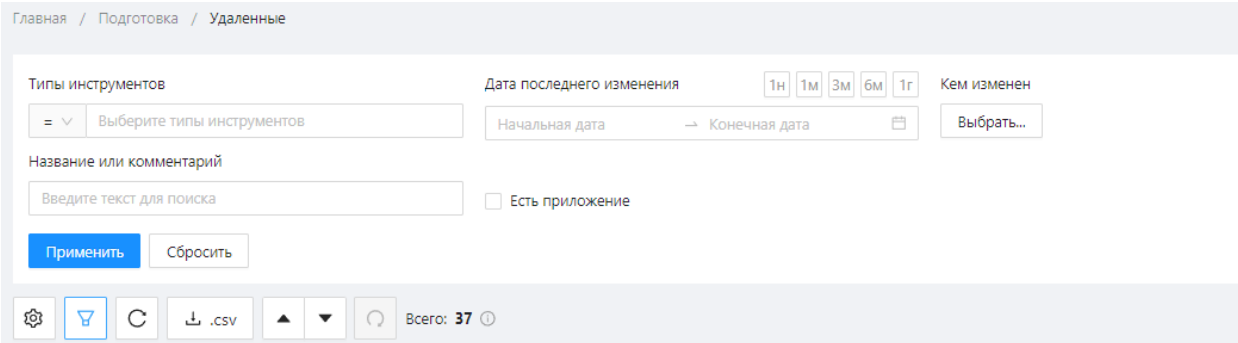 Главная / Подготовка / Удаленные
Типы инструментов
Дата последнего изменения 1н 1м 3м 6м 1г
Кем изменен
= Выберите типы инструментов
Начальная дата → Конечная дата
Выбрать...
Название или комментарий
Введите текст для поиска
Есть приложение
Применить Сбросить
.csv Всего: 37